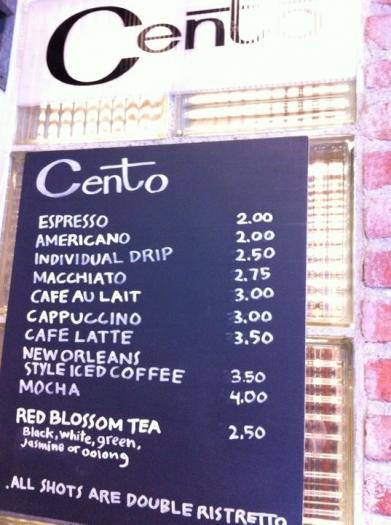 Cento
Cento
ESPRESSO 2.00
AMERICANO 2.00
INDIVIDUAL DRIP 2.50
MACCHIATO 2.75
CAFE AU LAIT 3.00
CAPPUCCINO 3.00
CAFE LATTE 3.50
NEW ORLEANS
STYLE ICED COFFEE 3.50
MOCHA 4.00
RED BLOSSOM TEA 2.50
Black, white, green,
Jasmine or Oolong
.ALL SHOTS ARE DOUBLE RISTRETTO